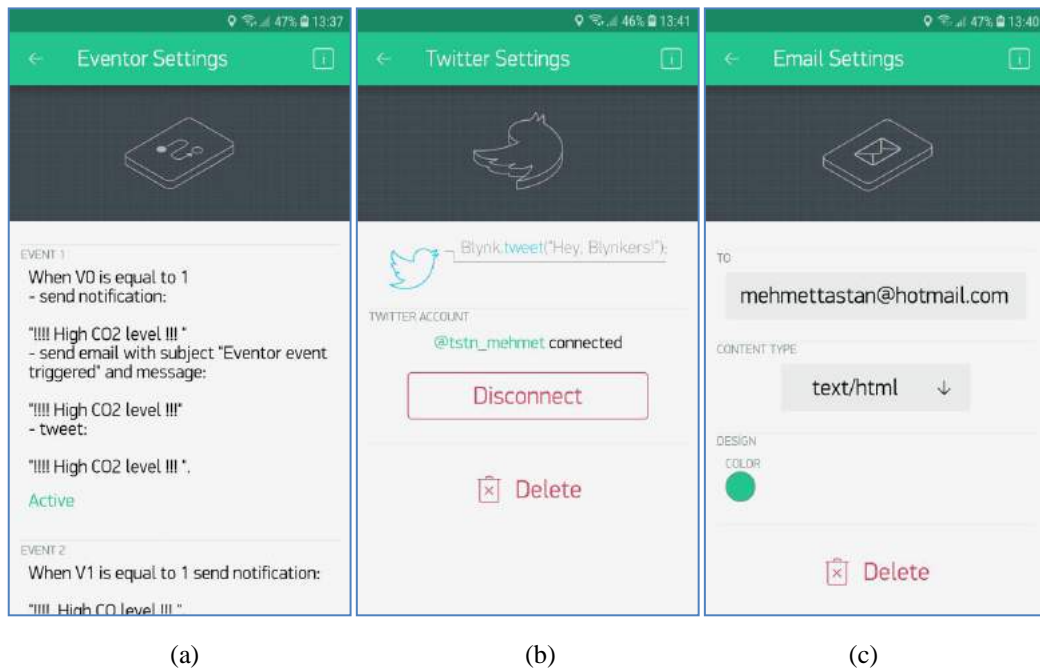 47% 13:37
Eventor Settings
i
EVENT 1
When V0 is equal to 1
- send notification:
"!!!! High CO2 level !!! "
- send email with subject "Eventor event
triggered" and message:
"!!!! High CO2 level !!!"
- tweet:
"!!!! High CO2 level !!! ".
Active
EVENT 2
When V1 is equal to 1 send notification:
"!!!! High CO level !!! ".
(a)
46% 13:41
Twitter Settings
i
Blynk.tweet("Hey, Blynkers!");
TWITTER ACCOUNT
@tstn_mehmet connected
Disconnect
Delete
(b)
47% 13:40
Email Settings
i
TO
mehmettastan@hotmail.com
CONTENT TYPE
text/html ↓
DESIGN
COLOR
Delete
(c)